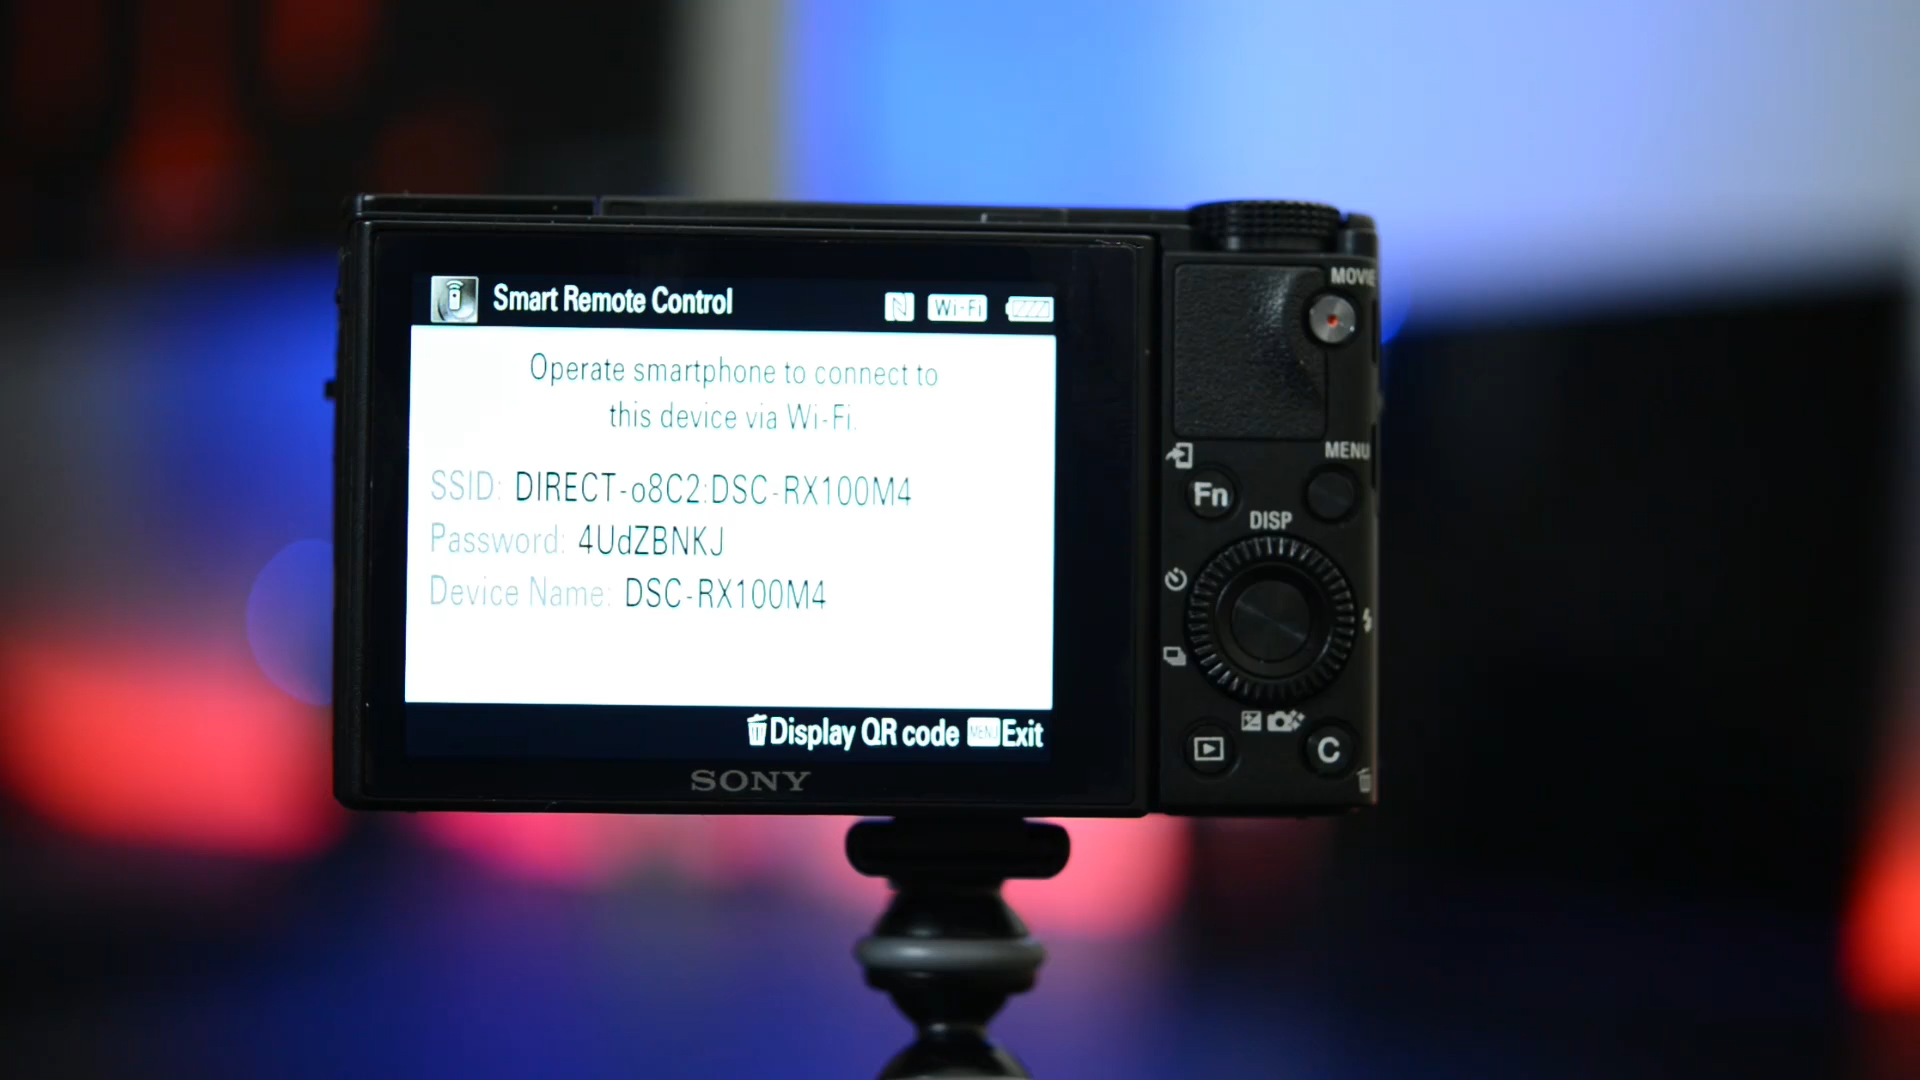 Smart Remote Control Wi-Fi
MOVIE
Operate smartphone to connect to
this device via Wi-Fi.
MENU
SSID: DIRECT-o8C2:DSC-RX100M4
Fn
DISP
Password: 4UdZBNKJ
Device Name: DSC-RX100M4
Display QR code MENU Exit
C
SONY